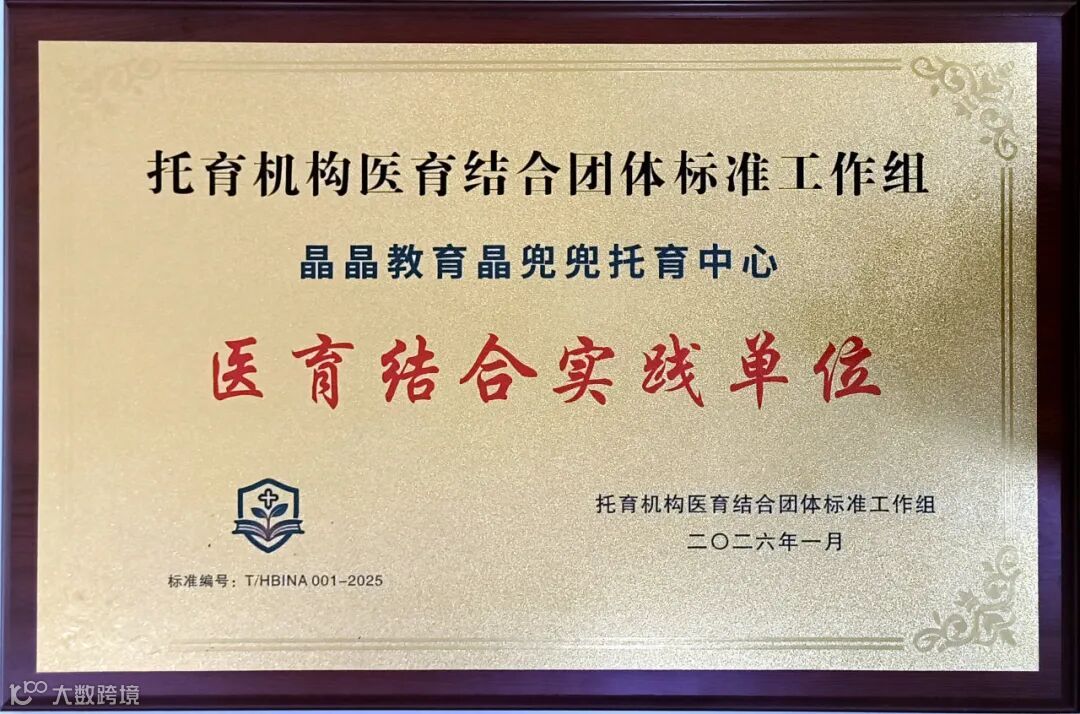 托育机构医育结合团体标准工作组
晶晶教育晶兜兜托育中心
医育结合实践单位
托育机构医育结合团体标准工作组
二〇二六年一月
标准编号：T/HBINA 001-2025
大数跨境